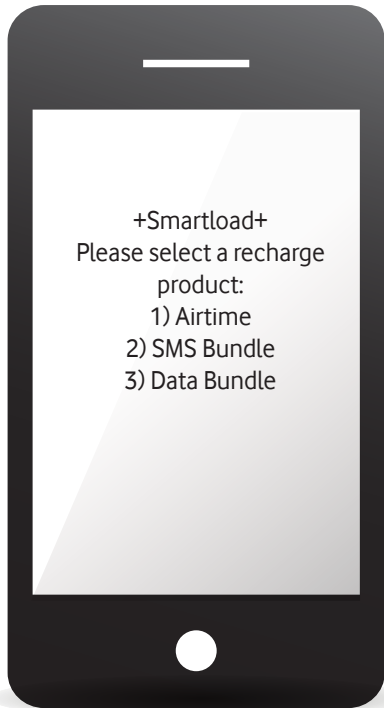 +Smartload+
Please select a recharge
product:
1) Airtime
2) SMS Bundle
3) Data Bundle